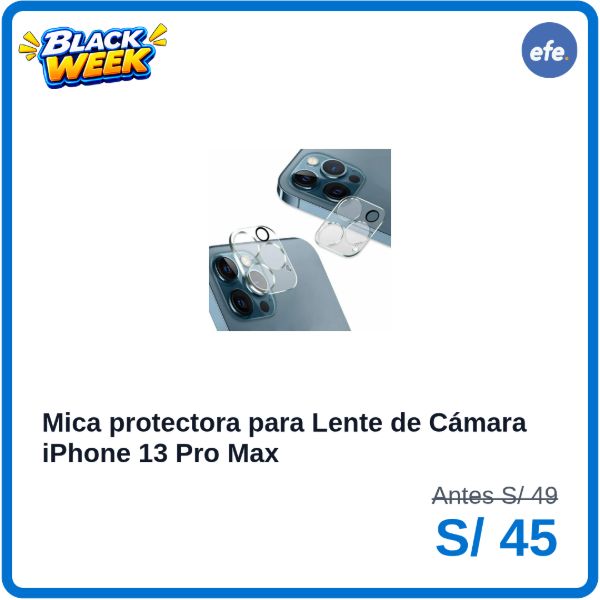 BLACK
WEEK
efe.
Mica protectora para Lente de Cámara
iPhone 13 Pro Max
Antes S/ 49
S/ 45